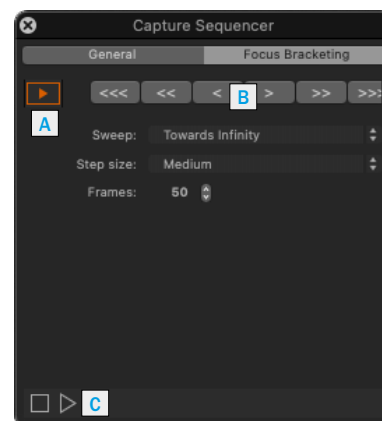 Capture Sequencer
General Focus Bracketing
<<< << < B > >> >>>
A
Sweep: Towards Infinity
Step size: Medium
Frames: 50
C